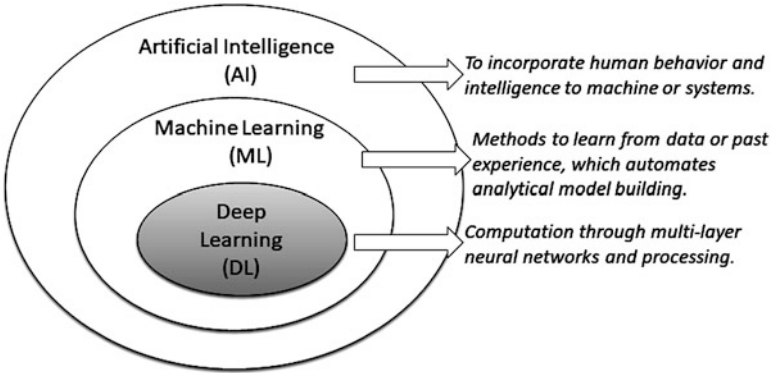 Artificial Intelligence
(AI)
To incorporate human behavior and
intelligence to machine or systems.
Machine Learning
(ML)
Methods to learn from data or past
experience, which automates
analytical model building.
Deep
Learning
(DL)
Computation through multi-layer
neural networks and processing.